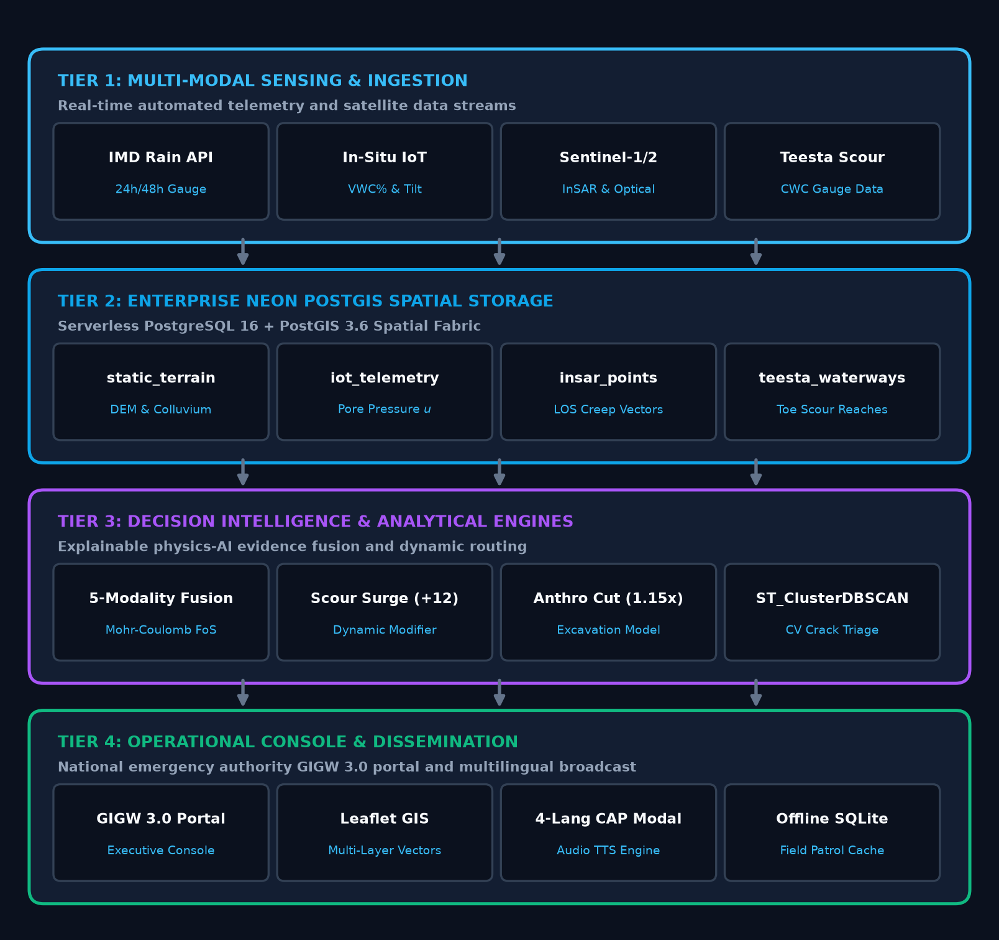 TIER 1: MULTI-MODAL SENSING & INGESTION
Real-time automated telemetry and satellite data streams
IMD Rain API
24h/48h Gauge
In-Situ IoT
VWC% & Tilt
Sentinel-1/2
InSAR & Optical
Teesta Scour
CWC Gauge Data
TIER 2: ENTERPRISE NEON POSTGIS SPATIAL STORAGE
Serverless PostgreSQL 16 + PostGIS 3.6 Spatial Fabric
static_terrain
DEM & Colluvium
iot_telemetry
Pore Pressure u
insar_points
LOS Creep Vectors
teesta_waterways
Toe Scour Reaches
TIER 3: DECISION INTELLIGENCE & ANALYTICAL ENGINES
Explainable physics-AI evidence fusion and dynamic routing
5-Modality Fusion
Mohr-Coulomb FoS
Scour Surge (+12)
Dynamic Modifier
Anthro Cut (1.15x)
Excavation Model
ST_ClusterDBSCAN
CV Crack Triage
TIER 4: OPERATIONAL CONSOLE & DISSEMINATION
National emergency authority GIGW 3.0 portal and multilingual broadcast
GIGW 3.0 Portal
Executive Console
Leaflet GIS
Multi-Layer Vectors
4-Lang CAP Modal
Audio TTS Engine
Offline SQLite
Field Patrol Cache